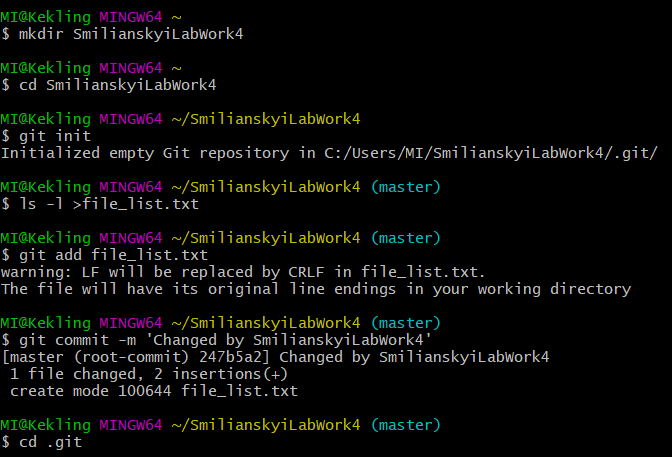 MI@Kekling MINGW64 ~
$ mkdir SmilianskyiLabWork4
MI@Kekling MINGW64 ~
$ cd SmilianskyiLabWork4
MI@Kekling MINGW64 ~/SmilianskyiLabWork4
$ git init
Initialized empty Git repository in C:/Users/MI/SmilianskyiLabWork4/.git/
MI@Kekling MINGW64 ~/SmilianskyiLabWork4 (master)
$ ls -l >file_list.txt
MI@Kekling MINGW64 ~/SmilianskyiLabWork4 (master)
$ git add file_list.txt
warning: LF will be replaced by CRLF in file_list.txt.
The file will have its original line endings in your working directory
MI@Kekling MINGW64 ~/SmilianskyiLabWork4 (master)
$ git commit -m 'Changed by SmilianskyiLabWork4'
[master (root-commit) 247b5a2] Changed by SmilianskyiLabWork4
 1 file changed, 2 insertions(+)
 create mode 100644 file_list.txt
MI@Kekling MINGW64 ~/SmilianskyiLabWork4 (master)
$ cd .git